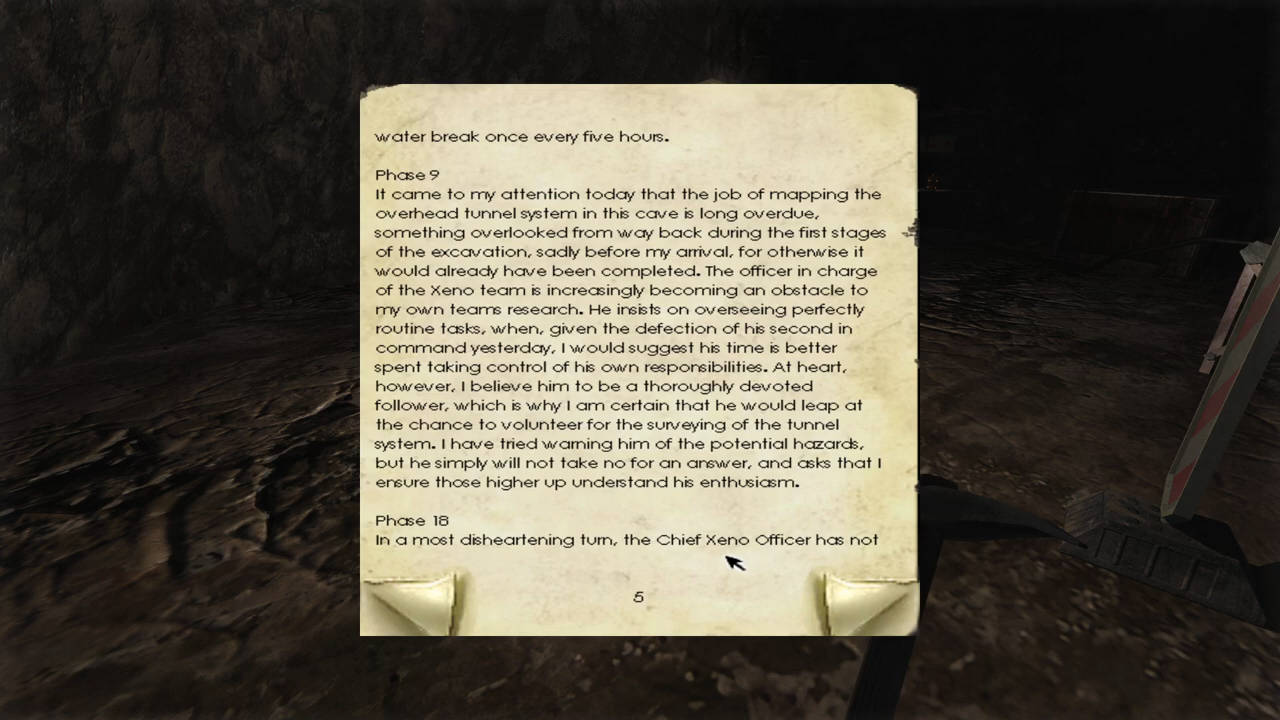 water break once every five hours.
Phase 9
It came to my attention today that the job of mapping the
overhead tunnel system in this cave is long overdue,
something overlooked from way back during the first stages
of the excavation, sadly before my arrival, for otherwise it
would already have been completed. The officer in charge
of the Xeno team is increasingly becoming an obstacle to
my own teams research. He insists on overseeing perfectly
routine tasks, when, given the defection of his second in
command yesterday, I would suggest his time is better
spent taking control of his own responsibilities. At heart,
however, I believe him to be a thoroughly devoted
follower, which is why I am certain that he would leap at
the chance to volunteer for the surveying of the tunnel
system. I have tried warning him of the potential hazards,
but he simply will not take no for an answer, and asks that I
ensure those higher up understand his enthusiasm.
Phase 18
In a most disheartening turn, the Chief Xeno Officer has not
5